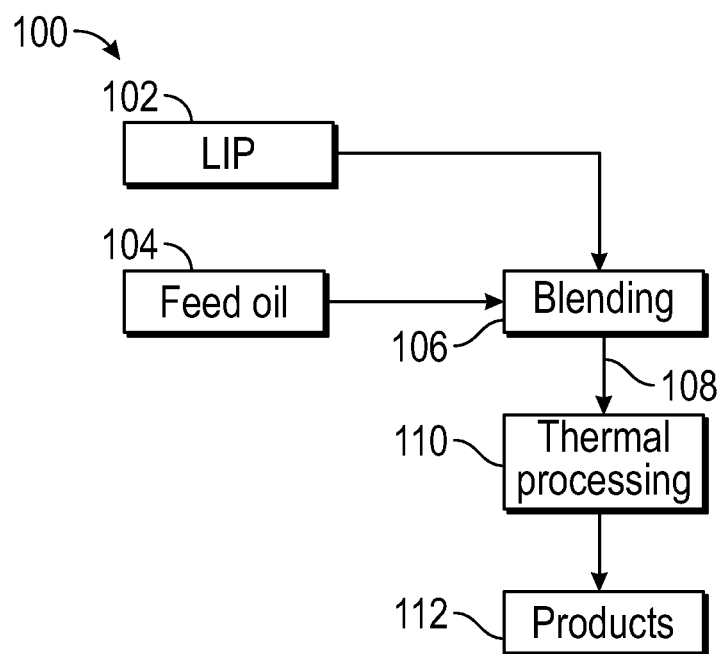 100
102
LIP
104
Feed oil
Blending
106
108
110
Thermal
processing
112
Products